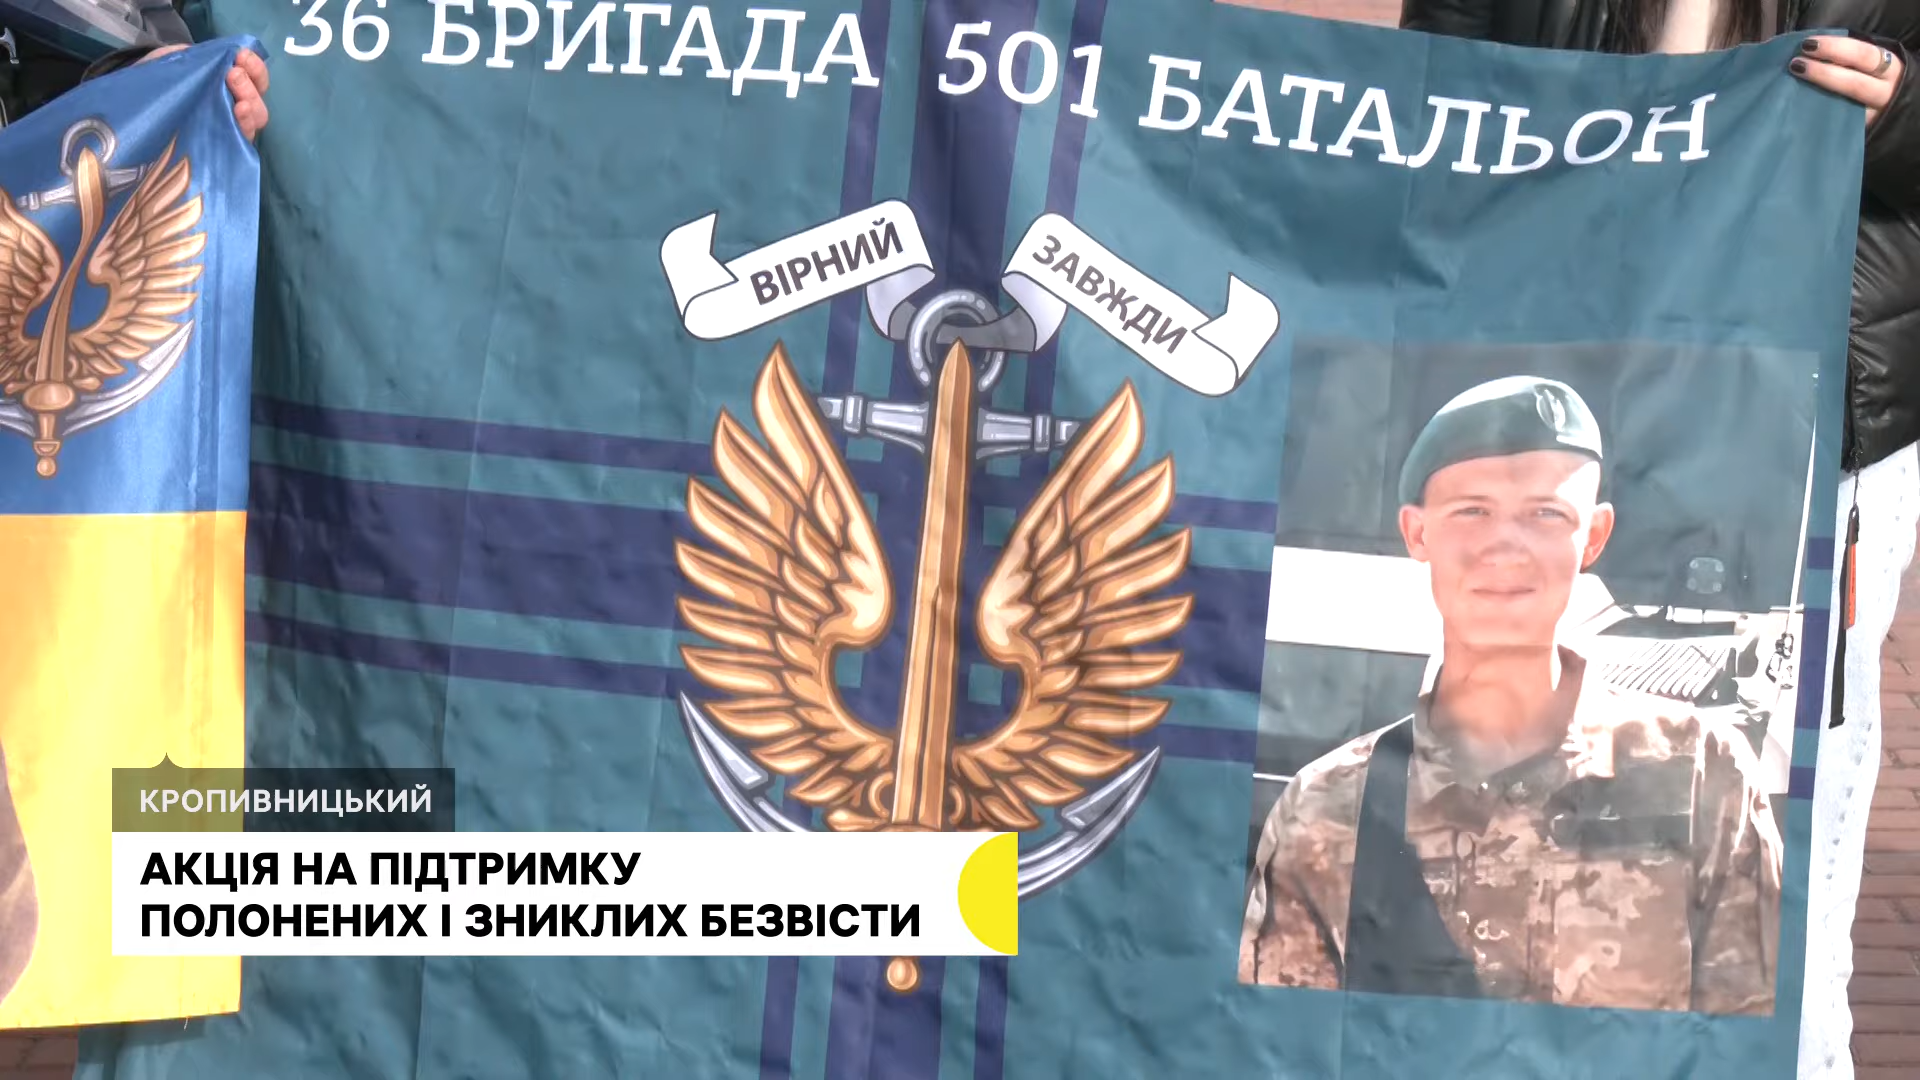 36 БРИГАДА 501 БАТАЛЬОН
ВІРНИЙ ЗАВЖДИ
КРОПИВНИЦЬКИЙ
АКЦІЯ НА ПІДТРИМКУ
ПОЛОНЕНИХ І ЗНИКЛИХ БЕЗВІСТИ